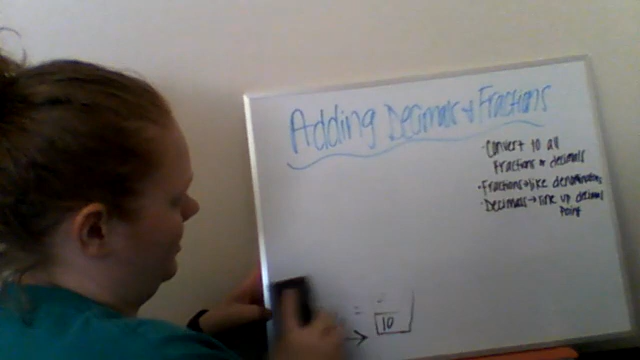 Adding Decimals & Fractions
· Convert to all
Fractions or decimals
· Fractions → like denominators
· Decimals → line up decimal
Point
=
10